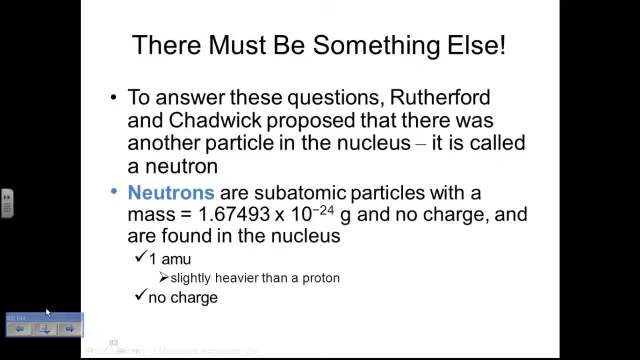 There Must Be Something Else!
• To answer these questions, Rutherford
and Chadwick proposed that there was
another particle in the nucleus – it is called
a neutron
• Neutrons are subatomic particles with a
mass = 1.67493 x 10⁻²⁴ g and no charge, and
are found in the nucleus
✓1 amu
➢slightly heavier than a proton
✓no charge
83